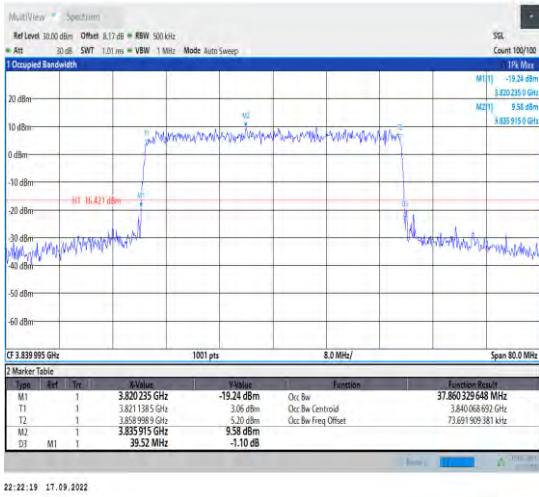 MultiView Spectrum
Ref Level 30.00 dBm Offset 8.17 dB RBW 500 kHz SGL
Att 30 dB SWT 1.01 ms VBW 1 MHz Mode Auto Sweep Count 100/100
1 Occupied Bandwidth 1Pk Max
M1[1] -19.24 dBm
3.820 235 0 GHz
20 dBm
M2[1] 9.58 dBm
3.835 915 0 GHz
10 dBm
M2
T1
0 dBm
-10 dBm
H1 -16.421 dBm
M1
-20 dBm
D3
-30 dBm
-40 dBm
-50 dBm
-60 dBm
CF 3.839 995 GHz 1001 pts 8.0 MHz/ Span 80.0 MHz
2 Marker Table
Type Ref Trc X-Value Y-Value Function Function Result
M1 1 3.820 235 GHz -19.24 dBm Occ Bw 37.860 329 648 MHz
T1 1 3.821 138 5 GHz 3.06 dBm Occ Bw Centroid 3.840 068 692 GHz
T2 1 3.858 998 9 GHz 5.20 dBm Occ Bw Freq Offset 73.691 909 381 kHz
M2 1 3.835 915 GHz 9.58 dBm
D3 M1 1 39.52 MHz -1.10 dB
22:22:19 17.09.2022